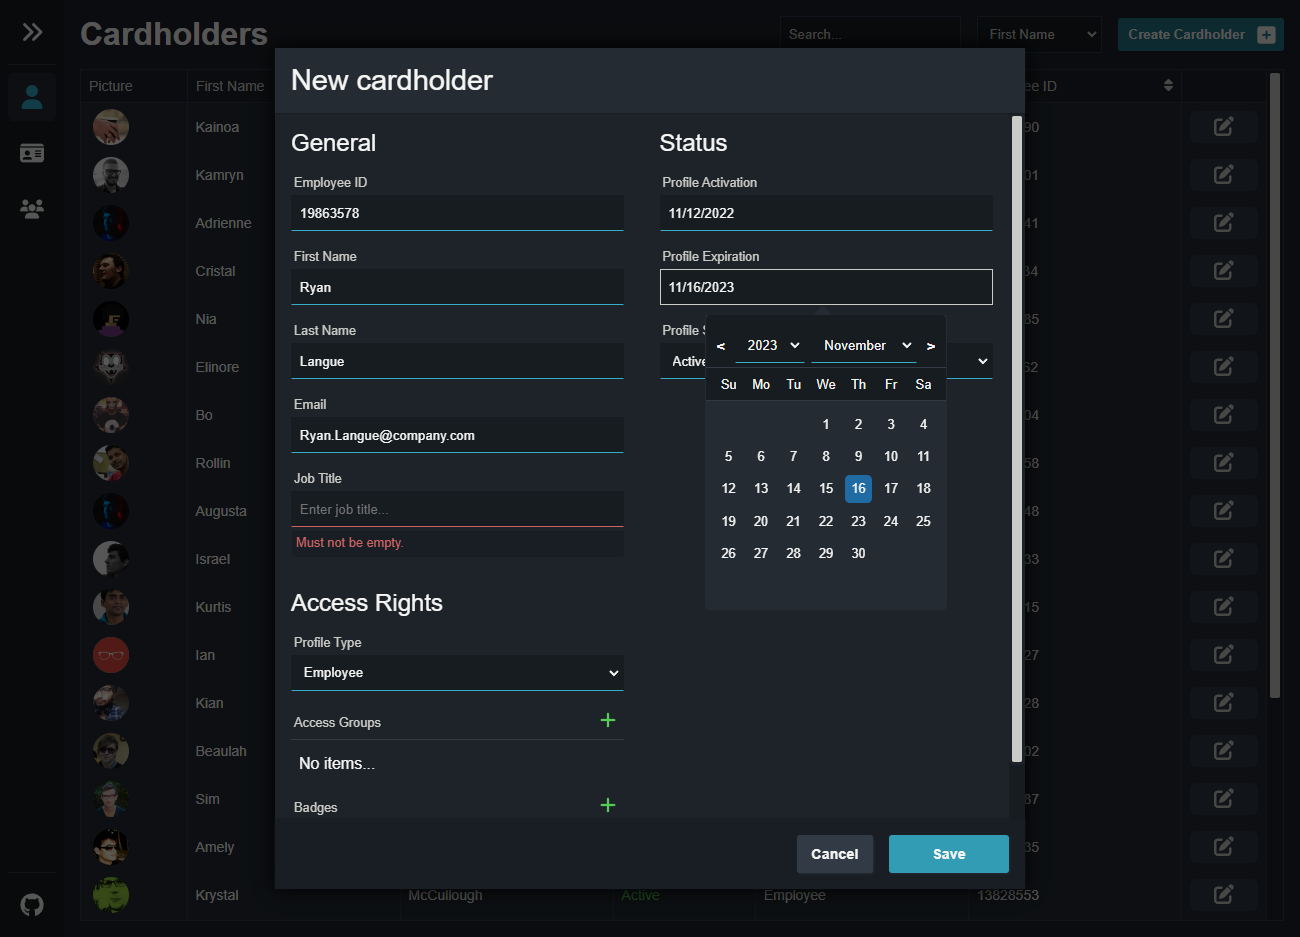 Cardholders
Search...
First Name
Create Cardholder
Picture
First Name
ee ID
New cardholder
General
Status
Employee ID
Profile Activation
19863578
11/12/2022
First Name
Profile Expiration
Ryan
11/16/2023
Last Name
Profile S
Langue
Active
< 2023 November >
Su Mo Tu We Th Fr Sa
1 2 3 4
5 6 7 8 9 10 11
12 13 14 15 16 17 18
19 20 21 22 23 24 25
26 27 28 29 30
Email
Ryan.Langue@company.com
Job Title
Enter job title...
Must not be empty.
Access Rights
Profile Type
Employee
Access Groups
No items...
Badges
Cancel
Save
Kainoa 90
Kamryn 01
Adrienne 41
Cristal 34
Nia 85
Elinore 62
Bo 04
Rollin 58
Augusta 48
Israel 33
Kurtis 15
Ian 27
Kian 28
Beaulah 02
Sim 87
Amely 35
Krystal McCullough Active Employee 13828553